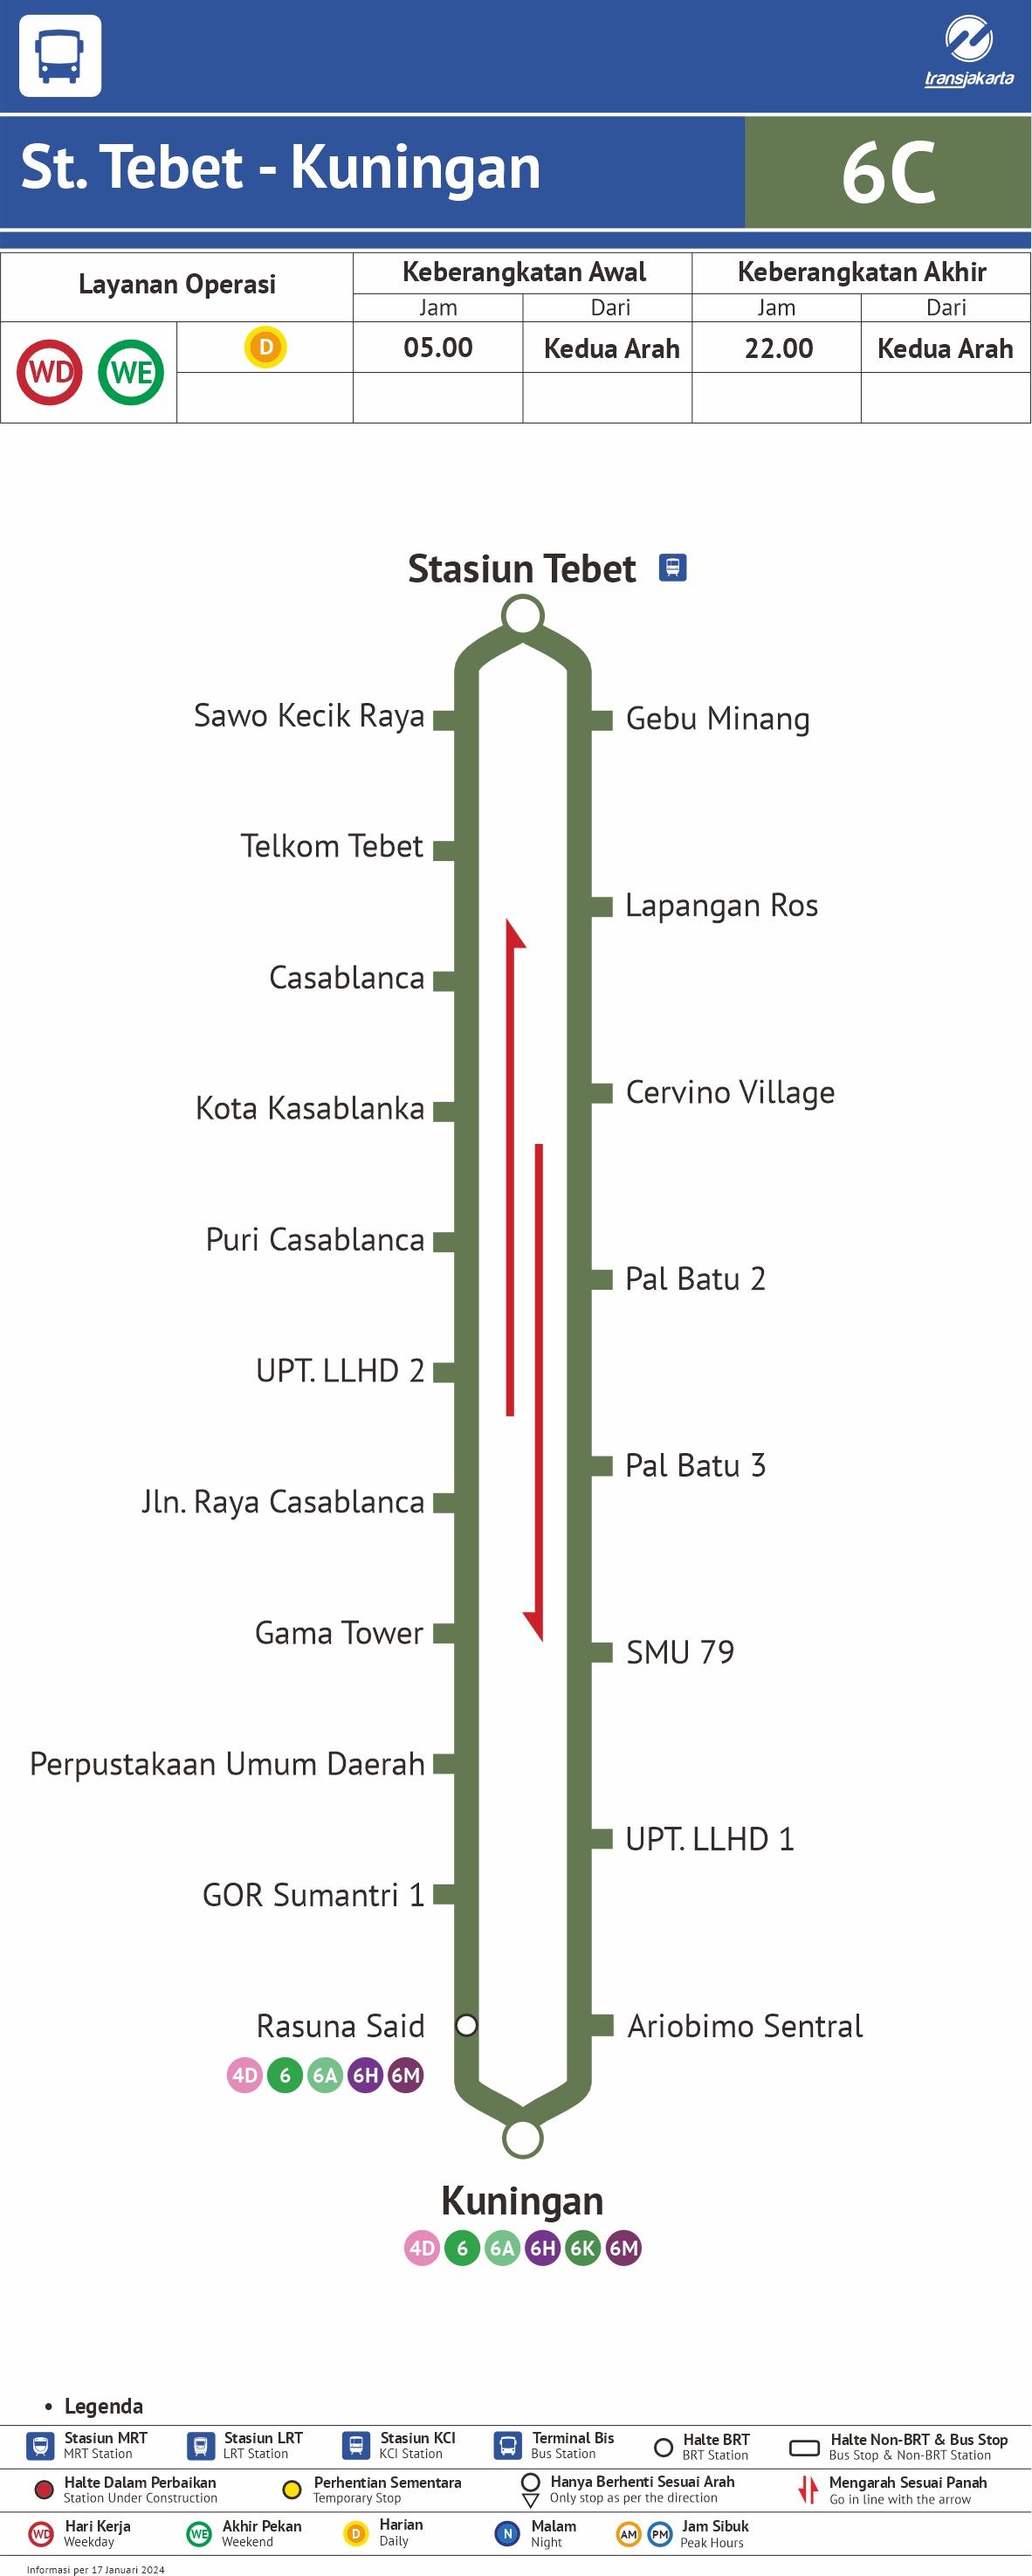 transjakarta
St. Tebet - Kuningan
6C
Layanan Operasi
Keberangkatan Awal
Keberangkatan Akhir
Jam
Dari
Jam
Dari
WD
WE
D
05.00
Kedua Arah
22.00
Kedua Arah
Stasiun Tebet
Sawo Kecik Raya
Gebu Minang
Telkom Tebet
Lapangan Ros
Casablanca
Cervino Village
Kota Kasablanka
Puri Casablanca
Pal Batu 2
UPT. LLHD 2
Pal Batu 3
Jln. Raya Casablanca
Gama Tower
SMU 79
Perpustakaan Umum Daerah
UPT. LLHD 1
GOR Sumantri 1
Rasuna Said
Ariobimo Sentral
4D 6 6A 6H 6M
Kuningan
4D 6 6A 6H 6K 6M
• Legenda
Stasiun MRT
MRT Station
Stasiun LRT
LRT Station
Stasiun KCI
KCI Station
Terminal Bis
Bus Station
Halte BRT
BRT Station
Halte Non-BRT & Bus Stop
Bus Stop & Non-BRT Station
Halte Dalam Perbaikan
Station Under Construction
Perhentian Sementara
Temporary Stop
Hanya Berhenti Sesuai Arah
Only stop as per the direction
Mengarah Sesuai Panah
Go in line with the arrow
WD
Hari Kerja
Weekday
WE
Akhir Pekan
Weekend
D
Harian
Daily
N
Malam
Night
AM PM
Jam Sibuk
Peak Hours
Informasi per 17 Januari 2024